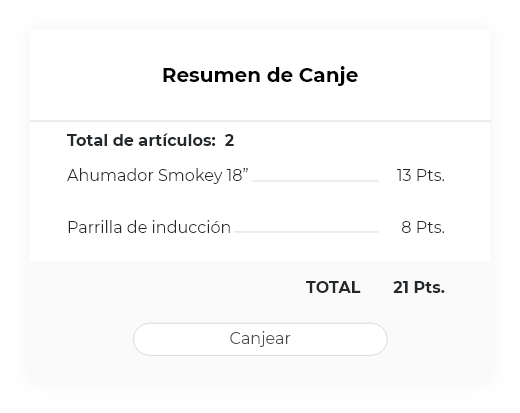 Resumen de Canje
Total de artículos: 2
Ahumador Smokey 18” 13 Pts.
Parrilla de inducción 8 Pts.
TOTAL 21 Pts.
Canjear